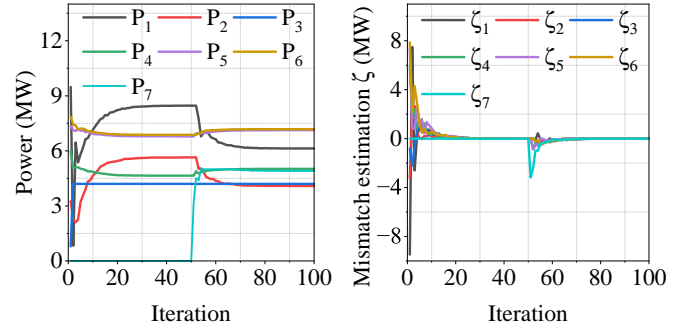 P1 P2 P3
P4 P5 P6
P7
Power (MW)
12
9
6
3
0
0 20 40 60 80 100
Iteration
ζ1 ζ2 ζ3
ζ4 ζ5 ζ6
ζ7
Mismatch estimation ζ (MW)
8
4
0
−4
−8
0 20 40 60 80 100
Iteration